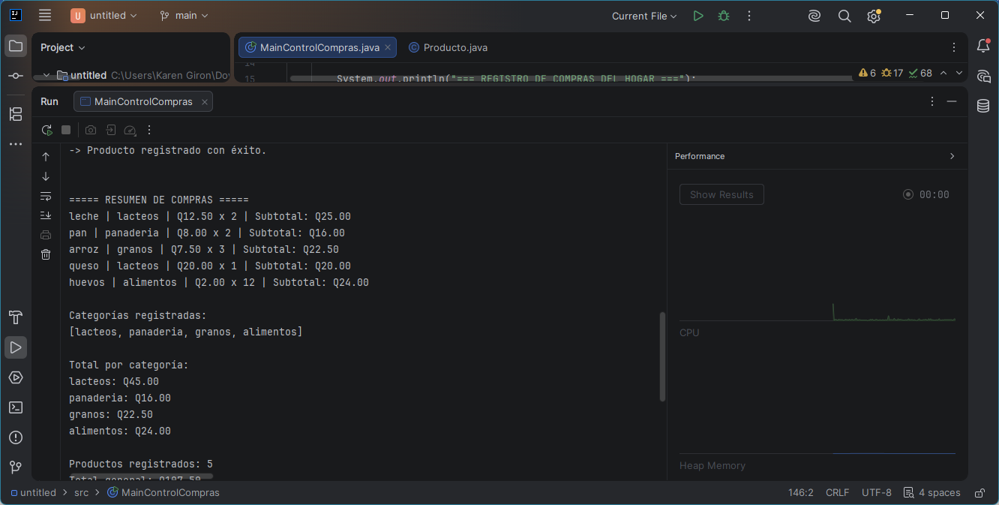 U untitled main Current File
Project MainControlCompras.java Producto.java
untitled C:\Users\Karen Giron\Do
15 System.out.println("=== REGISTRO DE COMPRAS DEL HOGAR ==="); 6 17 68
Run MainControlCompras
-> Producto registrado con éxito.
===== RESUMEN DE COMPRAS =====
leche | lacteos | Q12.50 x 2 | Subtotal: Q25.00
pan | panaderia | Q8.00 x 2 | Subtotal: Q16.00
arroz | granos | Q7.50 x 3 | Subtotal: Q22.50
queso | lacteos | Q20.00 x 1 | Subtotal: Q20.00
huevos | alimentos | Q2.00 x 12 | Subtotal: Q24.00
Categorías registradas:
[lacteos, panaderia, granos, alimentos]
Total por categoría:
lacteos: Q45.00
panaderia: Q16.00
granos: Q22.50
alimentos: Q24.00
Productos registrados: 5
Total general: Q107.50
Performance
Show Results 00:00
CPU
Heap Memory
untitled > src > MainControlCompras 146:2 CRLF UTF-8 4 spaces